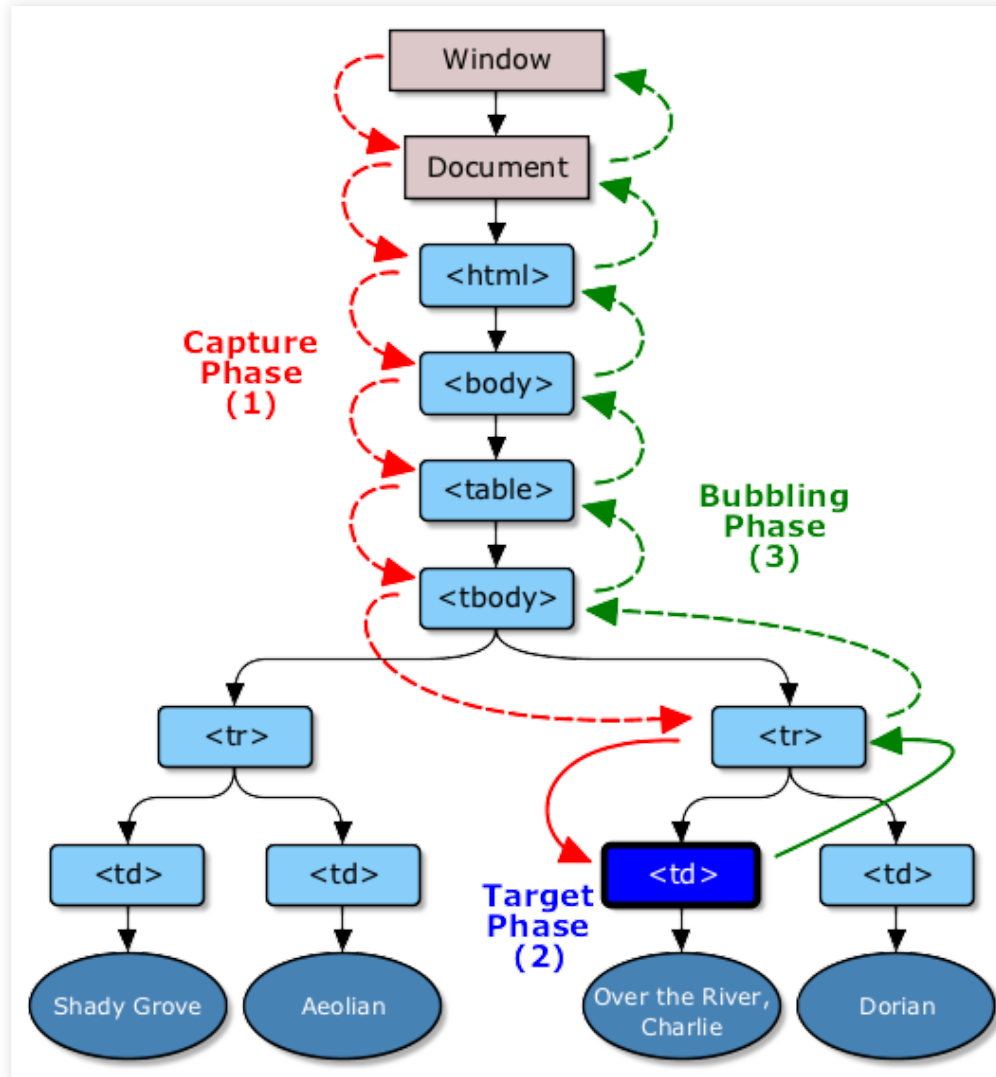 Window
Document
<html>
Capture
Phase
(1)
<body>
<table>
Bubbling
Phase
(3)
<tbody>
<tr>
<tr>
<td>
<td>
<td>
<td>
Target
Phase
(2)
Shady Grove
Aeolian
Over the River,
Charlie
Dorian